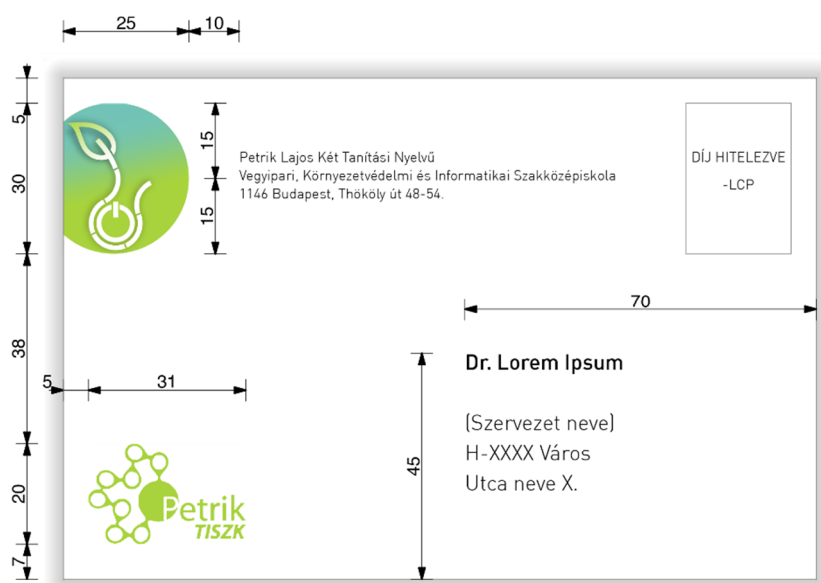 25
10
5
30
15
15
Petrik Lajos Két Tanítási Nyelvű
Vegyipari, Környezetvédelmi és Informatikai Szakközépiskola
1146 Budapest, Thököly út 48-54.
DÍJ HITELEZVE
-LCP
70
38
5
31
Dr. Lorem Ipsum
(Szervezet neve)
H-XXXX Város
Utca neve X.
45
20
Petrik
TISZK
7